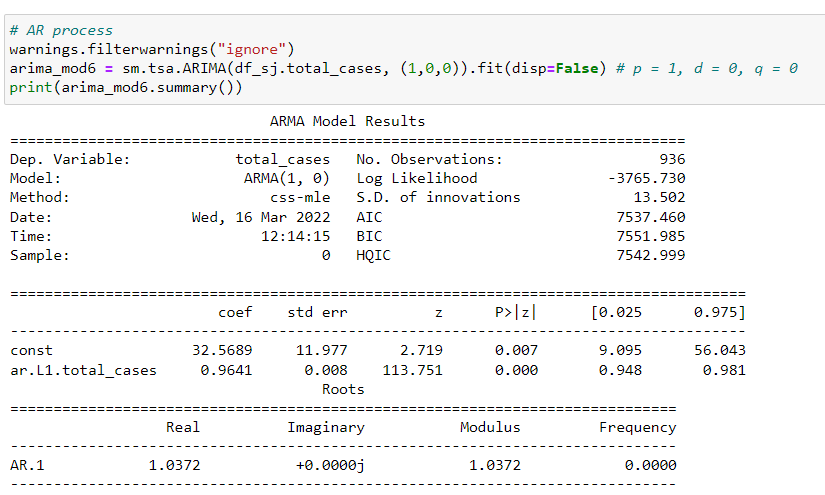 # AR process
warnings.filterwarnings("ignore")
arima_mod6 = sm.tsa.ARIMA(df_sj.total_cases, (1,0,0)).fit(disp=False) # p = 1, d = 0, q = 0
print(arima_mod6.summary())
                              ARMA Model Results
==============================================================================
Dep. Variable:            total_cases   No. Observations:                  936
Model:                     ARMA(1, 0)   Log Likelihood               -3765.730
Method:                       css-mle   S.D. of innovations             13.502
Date:                Wed, 16 Mar 2022   AIC                           7537.460
Time:                        12:14:15   BIC                           7551.985
Sample:                             0   HQIC                          7542.999

=====================================================================================
                        coef    std err          z      P>|z|      [0.025      0.975]
-------------------------------------------------------------------------------------
const                32.5689     11.977      2.719      0.007       9.095      56.043
ar.L1.total_cases     0.9641      0.008    113.751      0.000       0.948       0.981
                                    Roots
=============================================================================
                  Real          Imaginary           Modulus         Frequency
-----------------------------------------------------------------------------
AR.1            1.0372           +0.0000j            1.0372            0.0000
-----------------------------------------------------------------------------